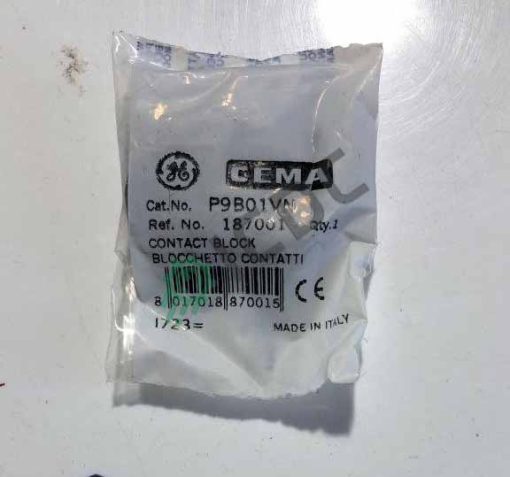 GE
CEMA
Cat.No. P9B01VN
Ref. No. 187001 Qty.1
CONTACT BLOCK
BLOCCHETTO CONTATTI
8 017018 870015 CE
1723=
MADE IN ITALY